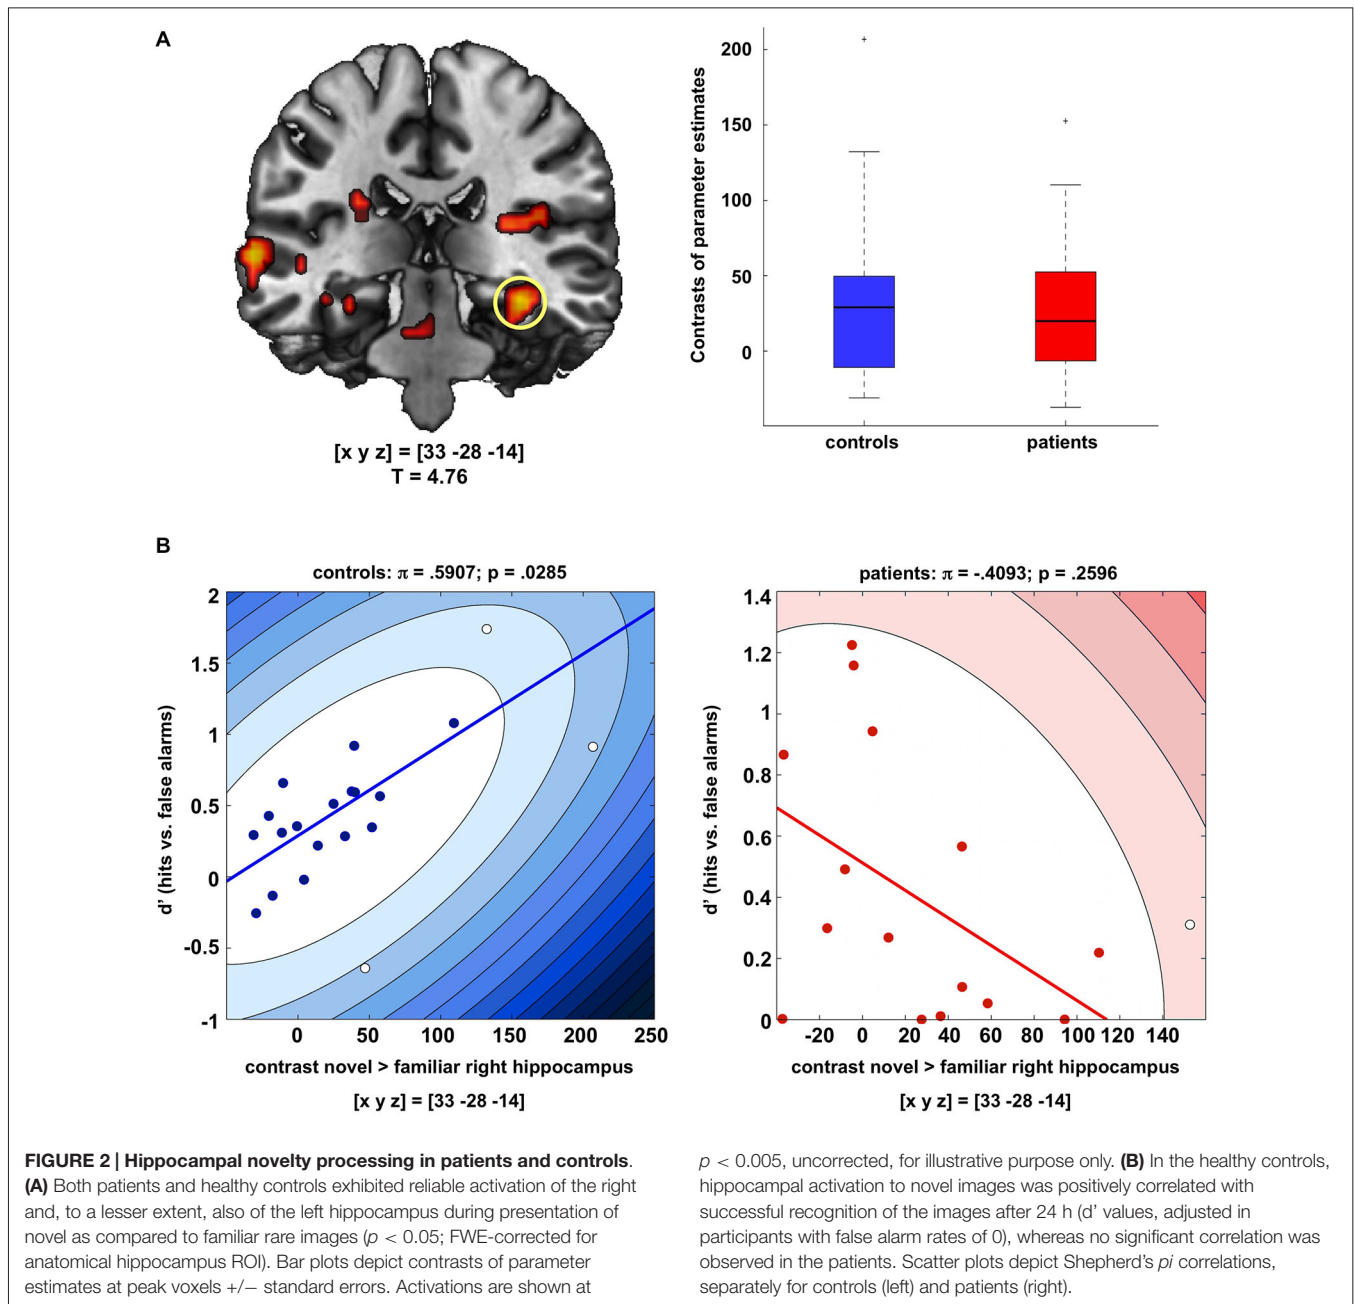 A
[x y z] = [33 -28 -14]
T = 4.76
Contrasts of parameter estimates
200
150
100
50
0
controls
patients
B
controls: π = .5907; p = .0285
2
1.5
1
0.5
0
-0.5
-1
d' (hits vs. false alarms)
0 50 100 150 200 250
contrast novel > familiar right hippocampus
[x y z] = [33 -28 -14]
patients: π = -.4093; p = .2596
1.4
1.2
1
0.8
0.6
0.4
0.2
0
d' (hits vs. false alarms)
-20 0 20 40 60 80 100 120 140
contrast novel > familiar right hippocampus
[x y z] = [33 -28 -14]
FIGURE 2 | Hippocampal novelty processing in patients and controls.
(A) Both patients and healthy controls exhibited reliable activation of the right
and, to a lesser extent, also of the left hippocampus during presentation of
novel as compared to familiar rare images (p < 0.05; FWE-corrected for
anatomical hippocampus ROI). Bar plots depict contrasts of parameter
estimates at peak voxels +/− standard errors. Activations are shown at
p < 0.005, uncorrected, for illustrative purpose only. (B) In the healthy controls,
hippocampal activation to novel images was positively correlated with
successful recognition of the images after 24 h (d' values, adjusted in
participants with false alarm rates of 0), whereas no significant correlation was
observed in the patients. Scatter plots depict Shepherd's pi correlations,
separately for controls (left) and patients (right).